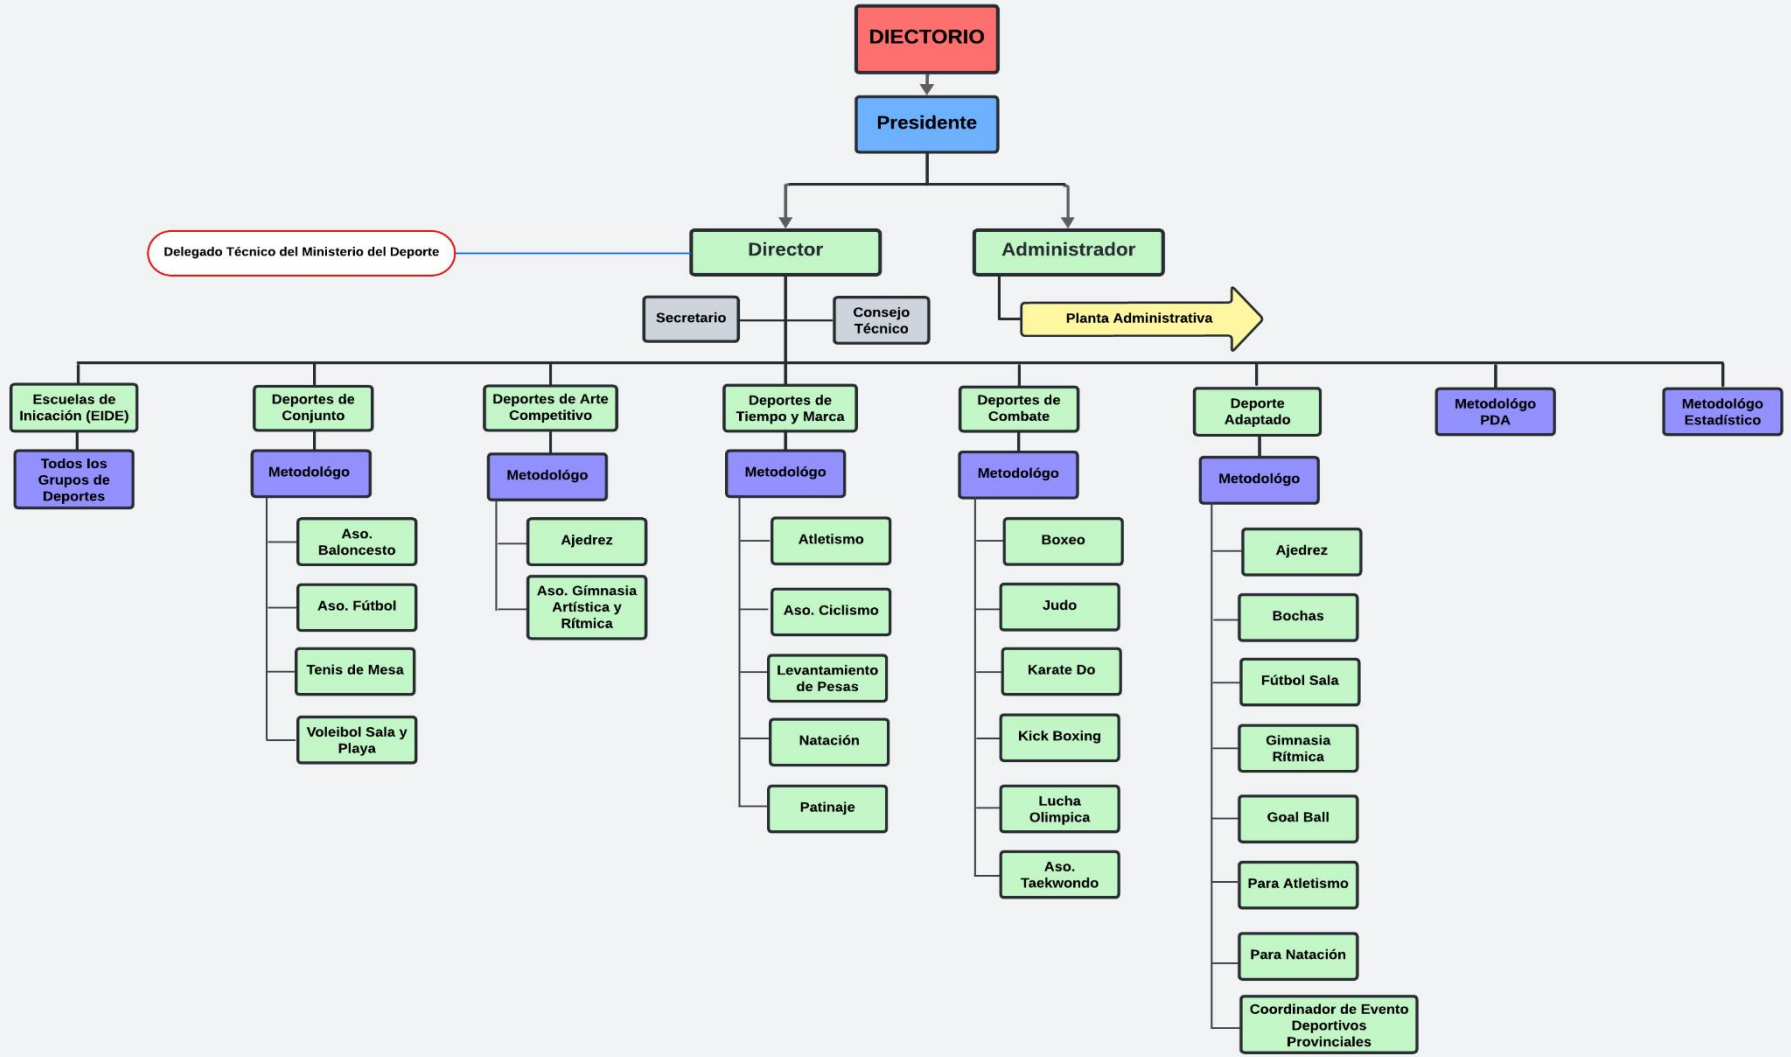 DIECTORIO
Presidente
Delegado Técnico del Ministerio del Deporte
Director
Administrador
Secretario
Consejo
Técnico
Planta Administrativa
Escuelas de
Inicación (EIDE)
Todos los
Grupos de
Deportes
Deportes de
Conjunto
Metodológo
Aso.
Baloncesto
Aso. Fútbol
Tenis de Mesa
Voleibol Sala y
Playa
Deportes de Arte
Competitivo
Metodológo
Ajedrez
Aso. Gímnasia
Artística y
Rítmica
Deportes de
Tiempo y Marca
Metodológo
Atletismo
Aso. Ciclismo
Levantamiento
de Pesas
Natación
Patinaje
Deportes de
Combate
Metodológo
Boxeo
Judo
Karate Do
Kick Boxing
Lucha
Olimpica
Aso.
Taekwondo
Deporte
Adaptado
Metodológo
Ajedrez
Bochas
Fútbol Sala
Gimnasia
Rítmica
Goal Ball
Para Atletismo
Para Natación
Coordinador de Evento
Deportivos
Provinciales
Metodológo
PDA
Metodológo
Estadístico